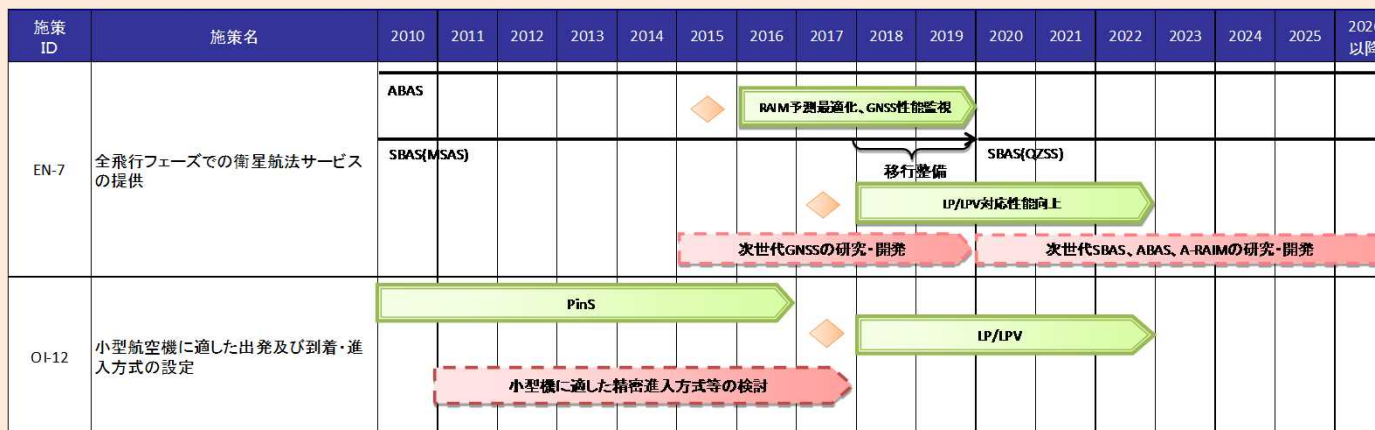 施策
ID
施策名
2010
2011
2012
2013
2014
2015
2016
2017
2018
2019
2020
2021
2022
2023
2024
2025
以降
EN-7
全飛行フェーズでの衛星航法サービス
の提供
ABAS
RAIM予測最適化、GNSS性能監視
SBAS(MSAS)
SBAS(QZSS)
移行整備
LP/LPV対応性能向上
次世代GNSSの研究・開発
次世代SBAS、ABAS、A-RAIMの研究・開発
OI-12
小型航空機に適した出発及び到着・進
入方式の設定
PinS
LP/LPV
小型機に適した精密進入方式等の検討